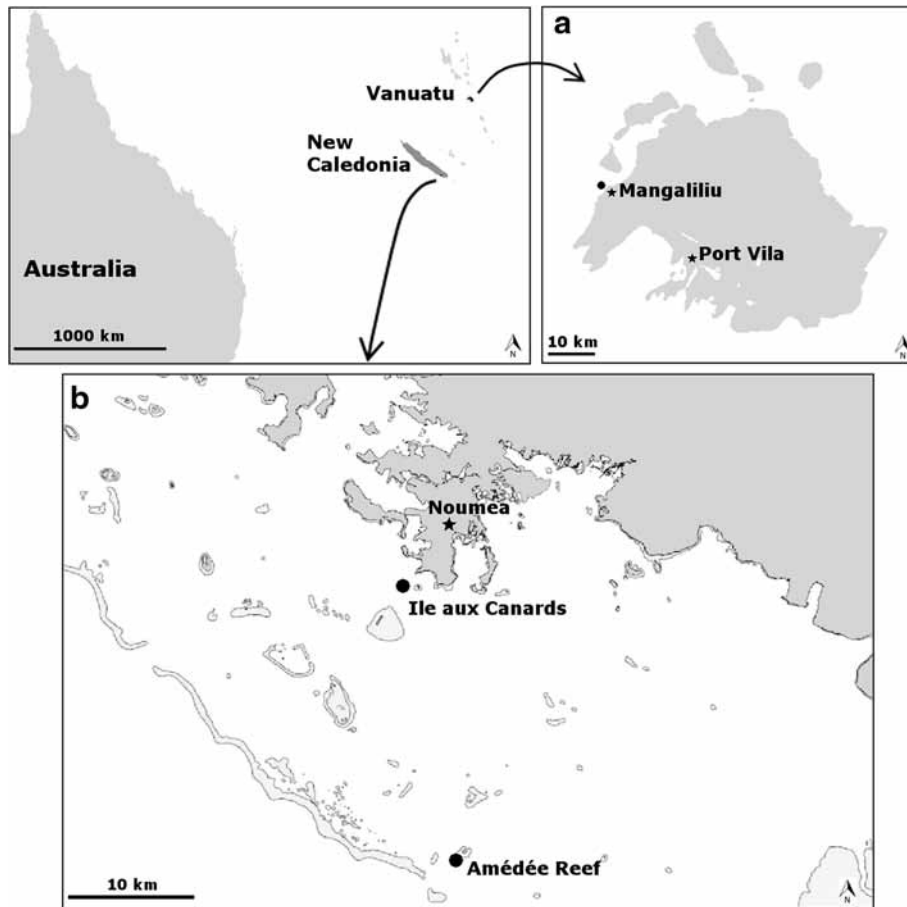 Vanuatu
New
Caledonia
Australia
1000 km
N
a
Mangaliliu
Port Vila
10 km
N
b
Noumea
Ile aux Canards
Amédée Reef
10 km
N